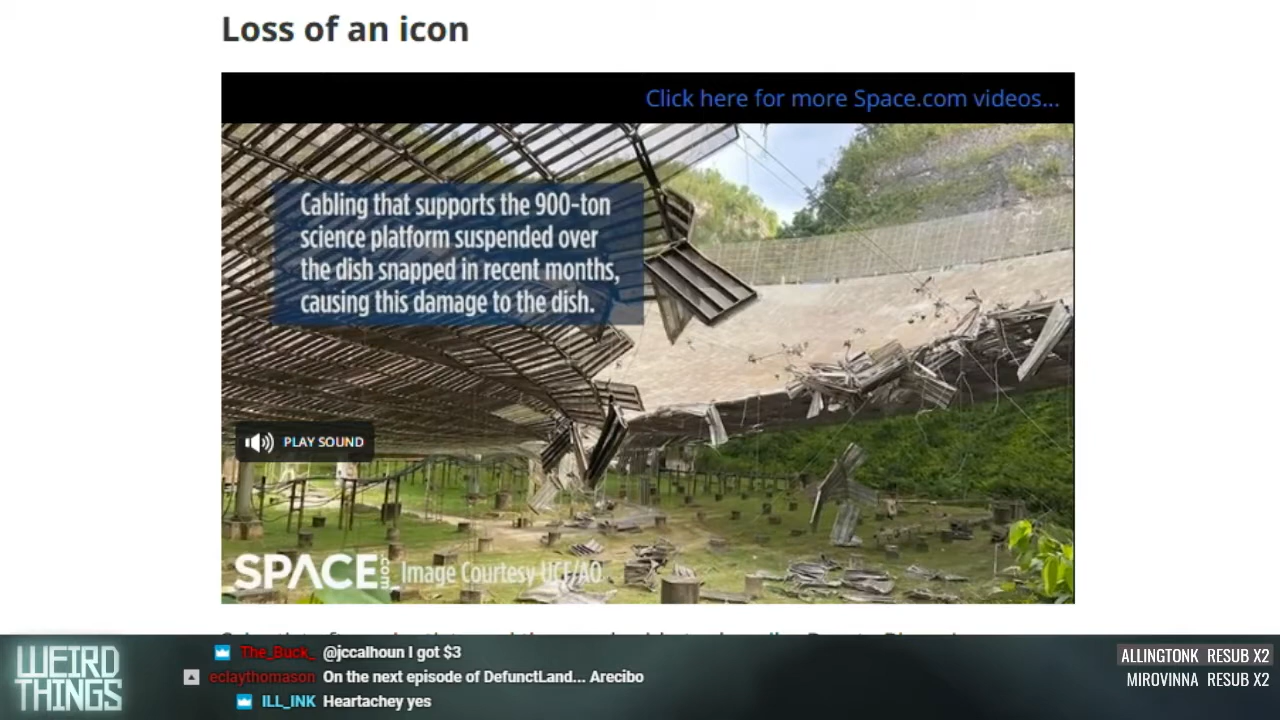 Loss of an icon
Click here for more Space.com videos...
Cabling that supports the 900-ton
science platform suspended over
the dish snapped in recent months,
causing this damage to the dish.
PLAY SOUND
SPACE.com Image Courtesy UCF/AO
WEIRD
THINGS
The_Buck_ @jccalhoun I got $3
eclaythomason On the next episode of DefunctLand... Arecibo
ILL_INK Heartachey yes
ALLINGTONK RESUB X2
MIROVINNA RESUB X2